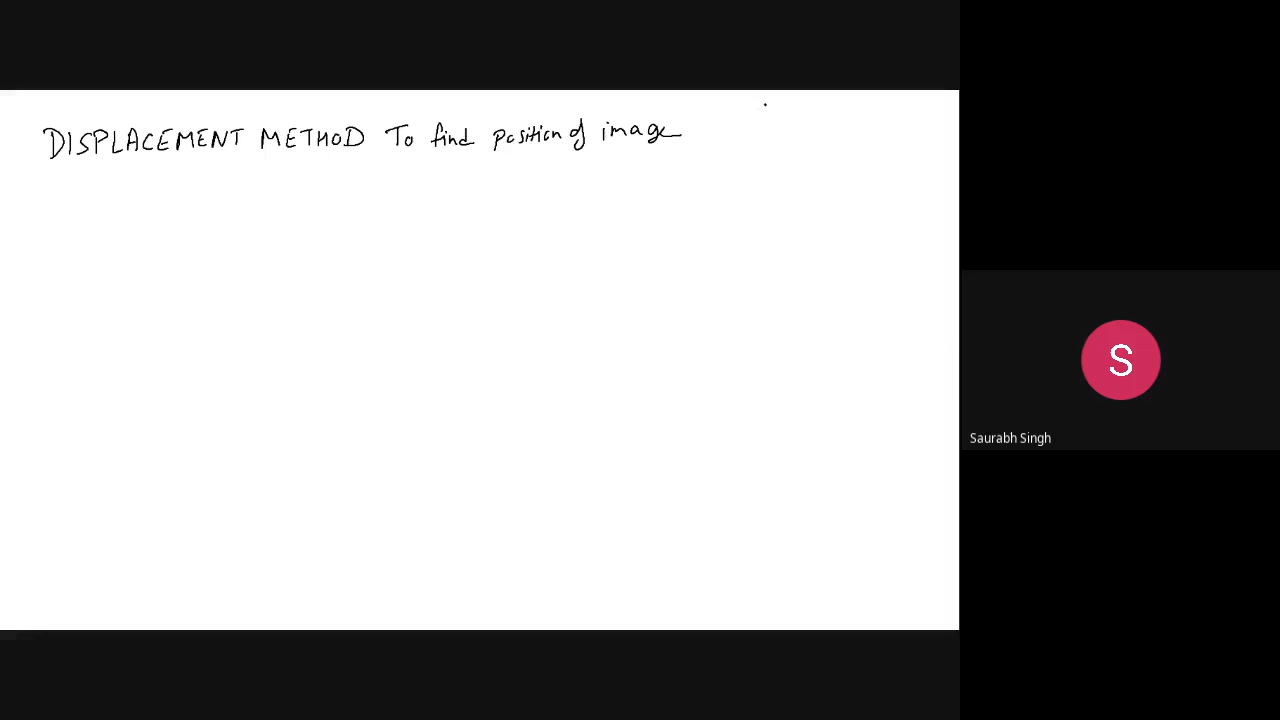 DISPLACEMENT METHOD To find position of image
S
Saurabh Singh